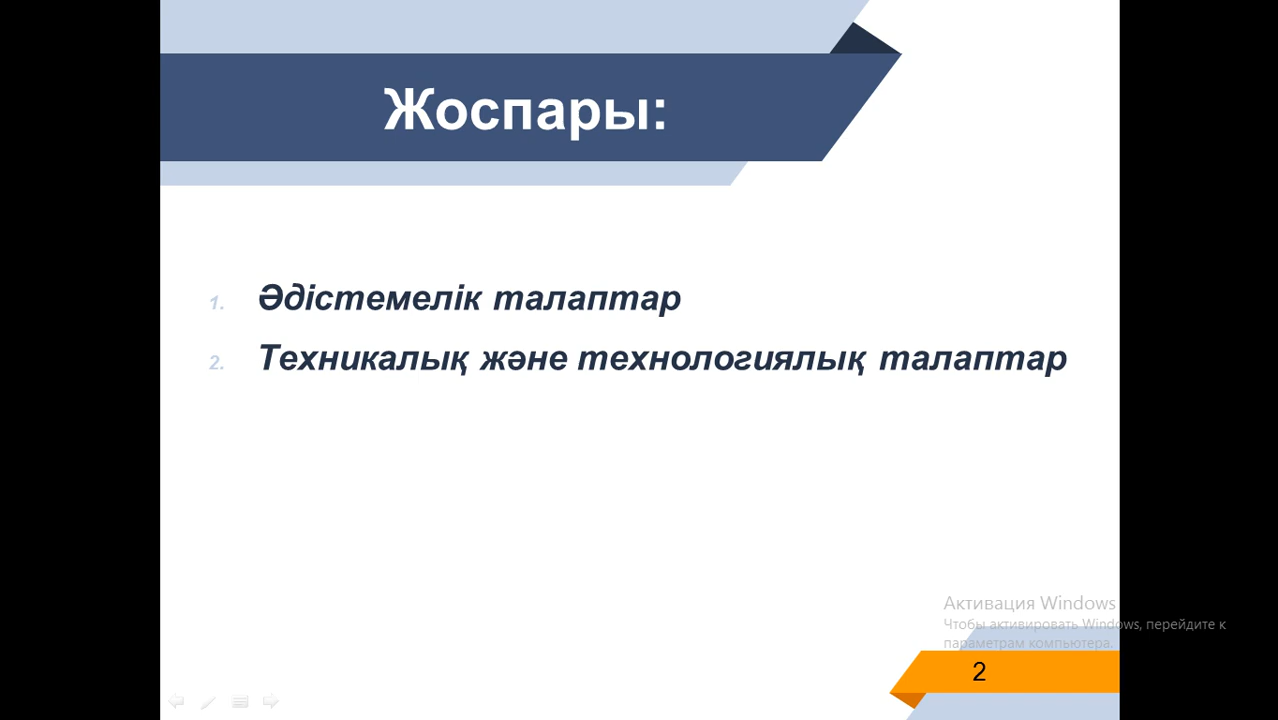 Жоспары:
1. Әдістемелік талаптар
2. Техникалық және технологиялық талаптар
Активация Windows
Чтобы активировать Windows, перейдите к
параметрам компьютера.
2